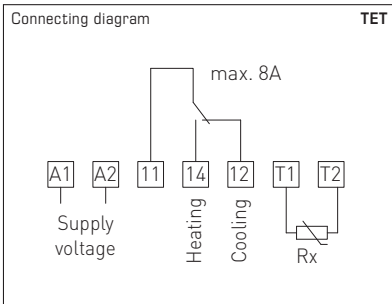 Connecting diagram TET
max. 8A
A1 A2 11 14 12 T1 T2
Supply
voltage
Heating
Cooling
Rx